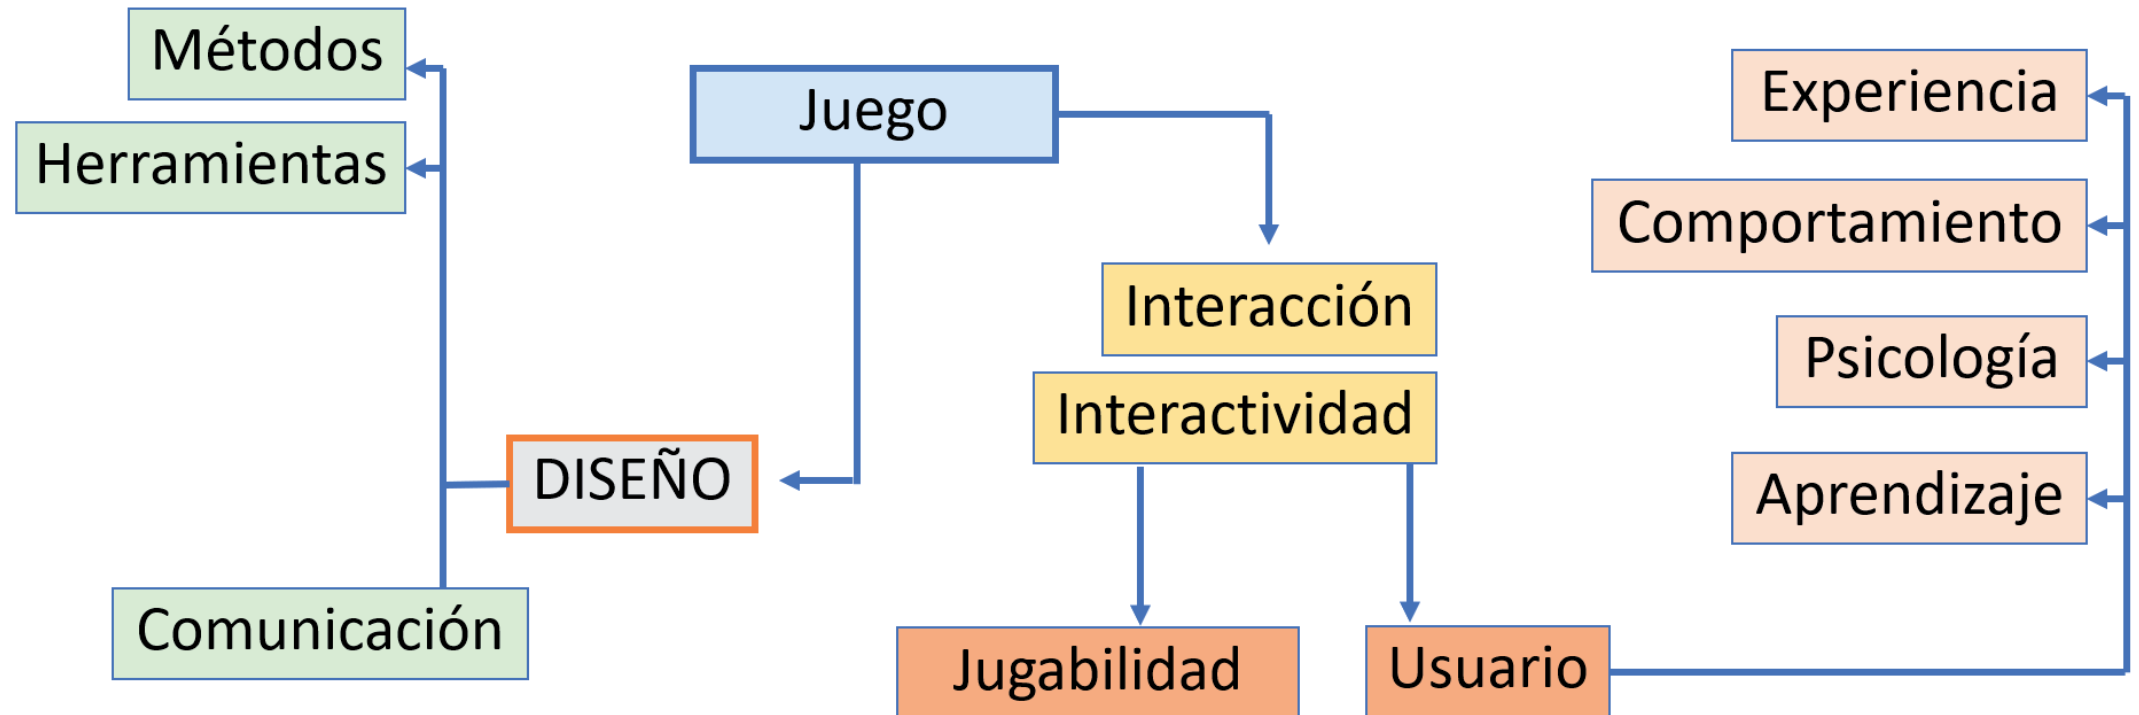 Métodos
Herramientas
Juego
Experiencia
Comportamiento
Interacción
Psicología
Interactividad
DISEÑO
Aprendizaje
Comunicación
Jugabilidad
Usuario